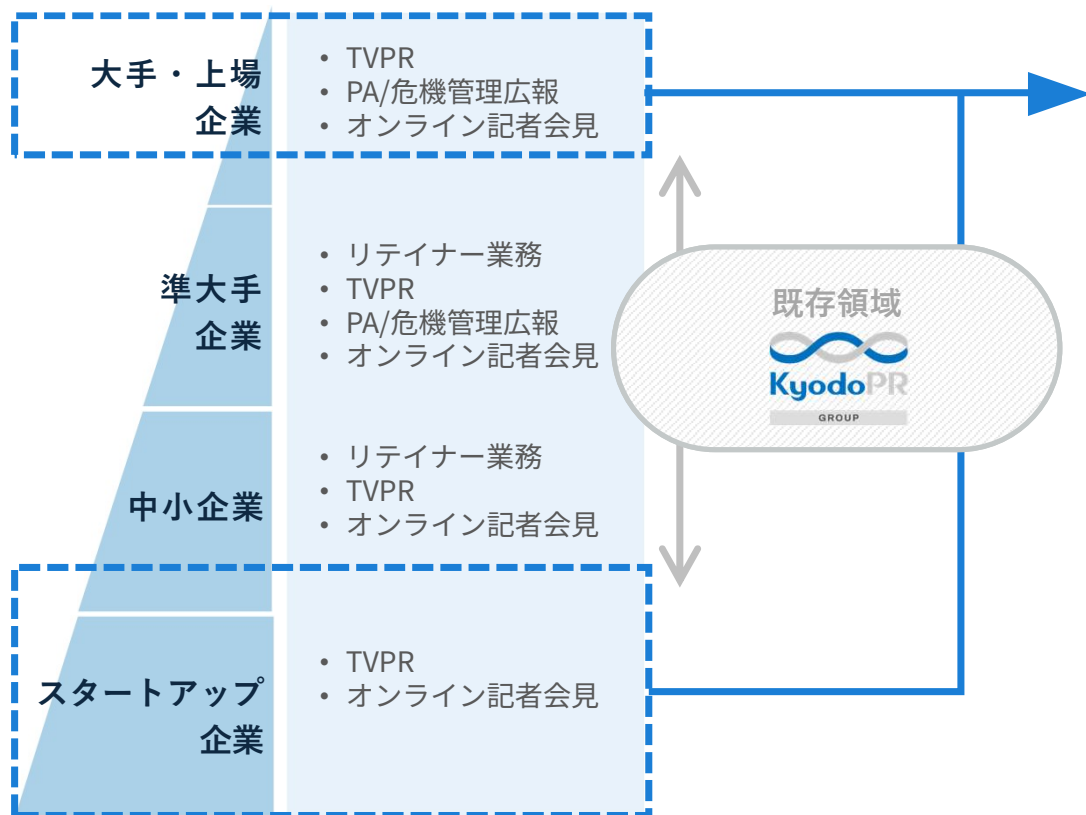 大手・上場
企業
• TVPR
• PA/危機管理広報
• オンライン記者会見
準大手
企業
• リテイナー業務
• TVPR
• PA/危機管理広報
• オンライン記者会見
既存領域
KyodoPR
GROUP
中小企業
• リテイナー業務
• TVPR
• オンライン記者会見
スタートアップ
企業
• TVPR
• オンライン記者会見